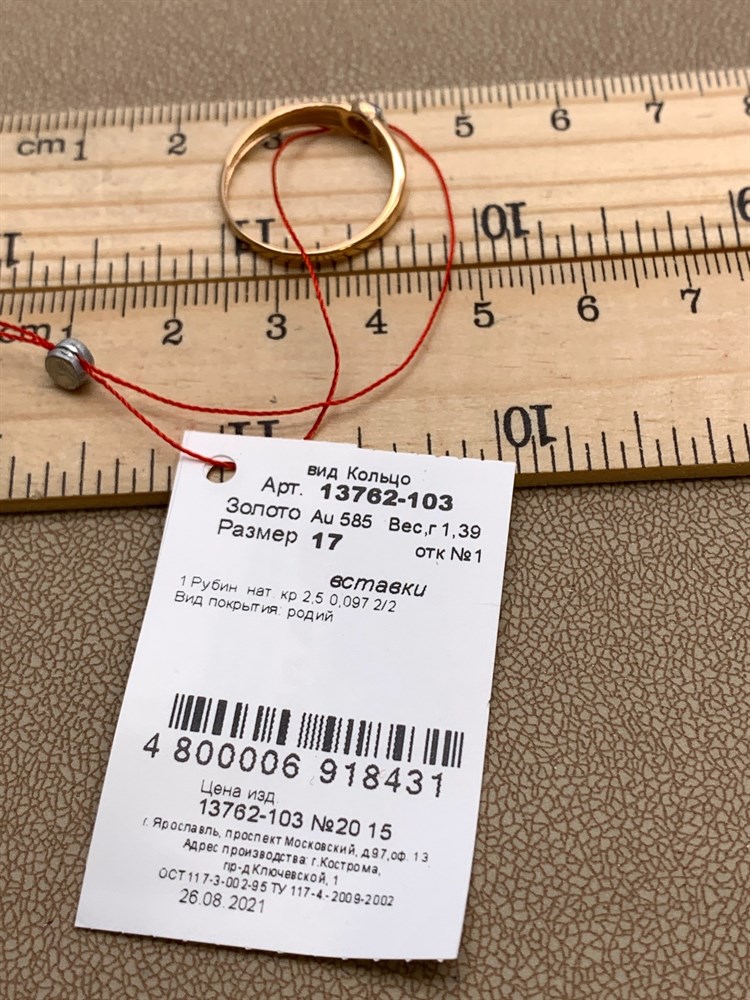 cm 1 2 3 5 6 7
11 10 9
cm 1 2 3 4 5 6 7
10
вид Кольцо
Арт. 13762-103
Золото Au 585 Вес,г 1,39
Размер 17 отк №1
вставки
1 Рубин нат. кр 2,5 0,097 2/2
Вид покрытия: родий
4 800006 918431
Цена изд.
13762-103 №20 15
г. Ярославль, проспект Московский, д97,оф. 13
Адрес производства: г.Кострома,
пр-д Ключевской, 1
ОСТ117-3-002-95 ТУ 117-4.-2009-2002
26.08.2021